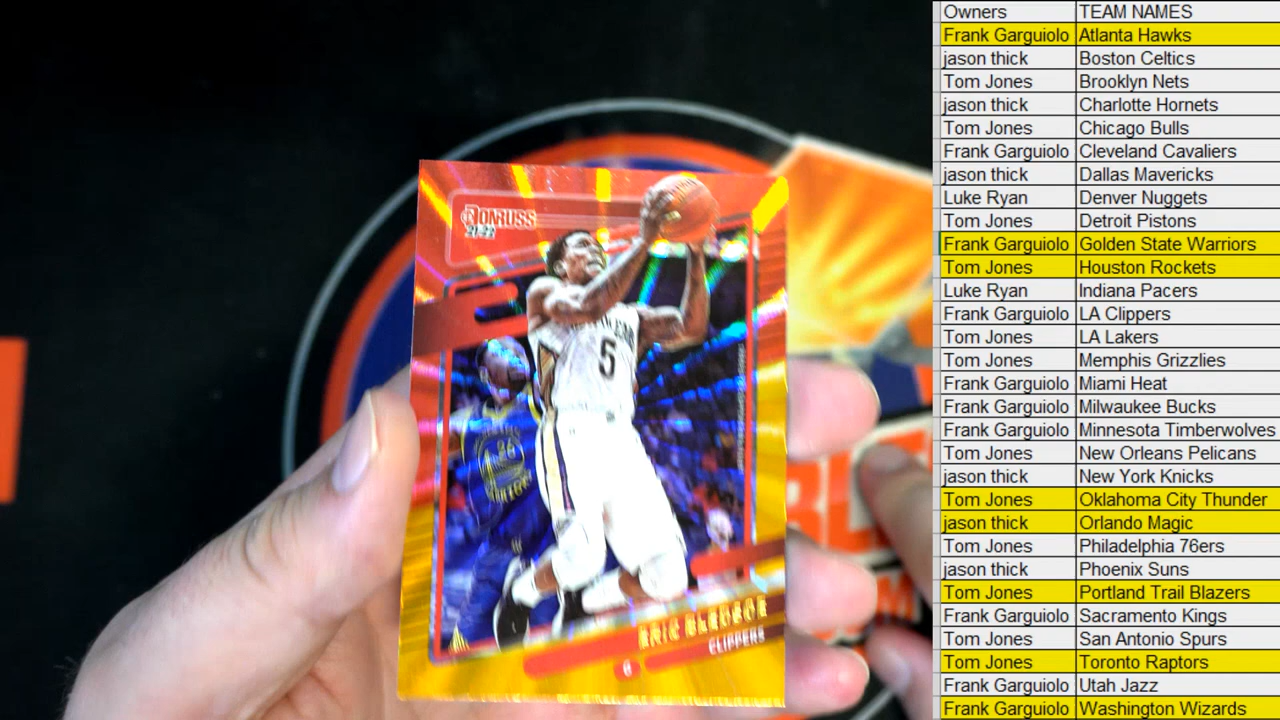 DONRUSS
21-22
5
26
ERIC BLEDSOE
CLIPPERS
G
Owners TEAM NAMES
Frank Garguiolo Atlanta Hawks
jason thick Boston Celtics
Tom Jones Brooklyn Nets
jason thick Charlotte Hornets
Tom Jones Chicago Bulls
Frank Garguiolo Cleveland Cavaliers
jason thick Dallas Mavericks
Luke Ryan Denver Nuggets
Tom Jones Detroit Pistons
Frank Garguiolo Golden State Warriors
Tom Jones Houston Rockets
Luke Ryan Indiana Pacers
Frank Garguiolo LA Clippers
Tom Jones LA Lakers
Tom Jones Memphis Grizzlies
Frank Garguiolo Miami Heat
Frank Garguiolo Milwaukee Bucks
Frank Garguiolo Minnesota Timberwolves
Tom Jones New Orleans Pelicans
jason thick New York Knicks
Tom Jones Oklahoma City Thunder
jason thick Orlando Magic
Tom Jones Philadelphia 76ers
jason thick Phoenix Suns
Tom Jones Portland Trail Blazers
Frank Garguiolo Sacramento Kings
Tom Jones San Antonio Spurs
Tom Jones Toronto Raptors
Frank Garguiolo Utah Jazz
Frank Garguiolo Washington Wizards